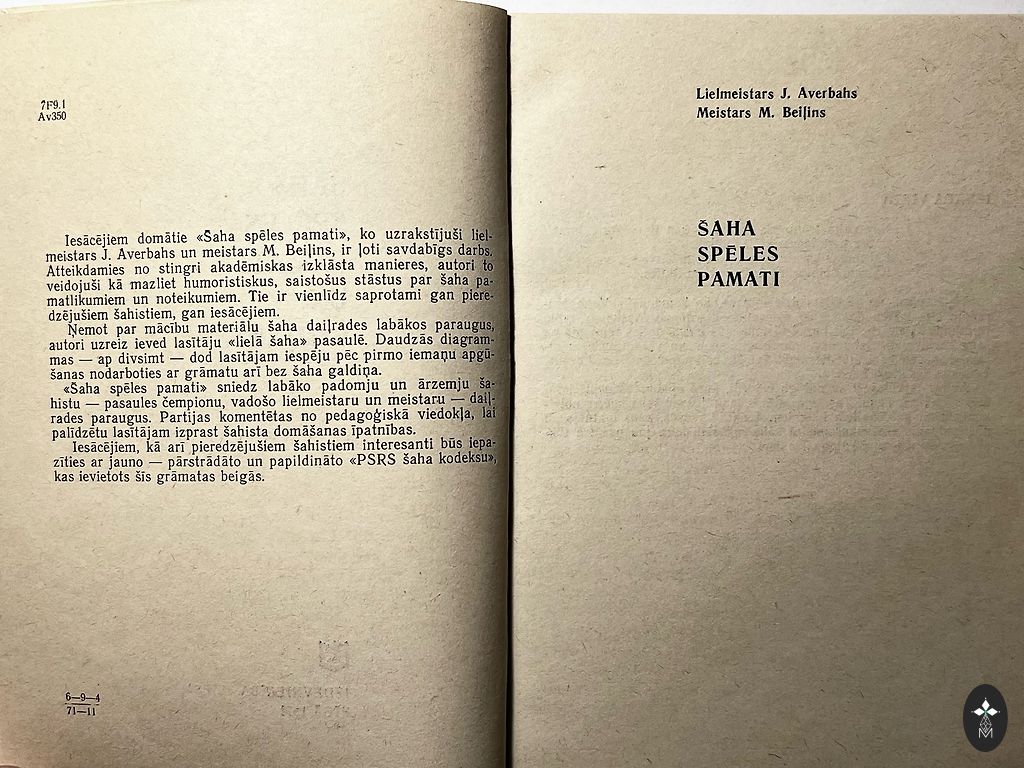 7F9.1
Av350
Iesācējiem domātie «Šaha spēles pamati», ko uzrakstījuši liel-
meistars J. Averbahs un meistars M. Beiļins, ir ļoti savdabīgs darbs.
Atteikdamies no stingri akadēmiskas izklāsta manieres, autori to
veidojuši kā mazliet humoristiskus, saistošus stāstus par šaha pa-
matlikumiem un noteikumiem. Tie ir vienlīdz saprotami gan piere-
dzējušiem šahistiem, gan iesācējiem.
Ņemot par mācību materiālu šaha daiļrades labākos paraugus,
autori uzreiz ieved lasītāju «lielā šaha» pasaulē. Daudzās diagram-
mas — ap divsimt — dod lasītājam iespēju pēc pirmo iemaņu apgū-
šanas nodarboties ar grāmatu arī bez šaha galdiņa.
«Šaha spēles pamati» sniedz labāko padomju un ārzemju ša-
histu — pasaules čempionu, vadošo lielmeistaru un meistaru — daiļ-
rades paraugus. Partijas komentētas no pedagoģiskā viedokļa, lai
palīdzētu lasītājam izprast šahista domāšanas īpatnības.
Iesācējiem, kā arī pieredzējušiem šahistiem interesanti būs iepa-
zīties ar jauno — pārstrādāto un papildināto «PSRS šaha kodeksu»,
kas ievietots šīs grāmatas beigās.
6—9—4
71—11
Lielmeistars J. Averbahs
Meistars M. Beiļins
ŠAHA
SPĒLES
PAMATI
M